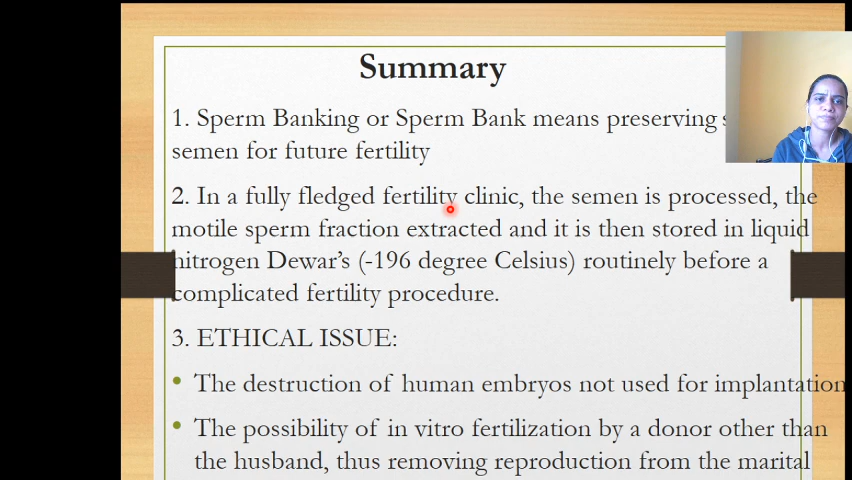 Summary
1. Sperm Banking or Sperm Bank means preserving
semen for future fertility
2. In a fully fledged fertility clinic, the semen is processed, the
motile sperm fraction extracted and it is then stored in liquid
nitrogen Dewar’s (-196 degree Celsius) routinely before a
complicated fertility procedure.
3. ETHICAL ISSUE:
• The destruction of human embryos not used for implantation
• The possibility of in vitro fertilization by a donor other than
the husband, thus removing reproduction from the marital